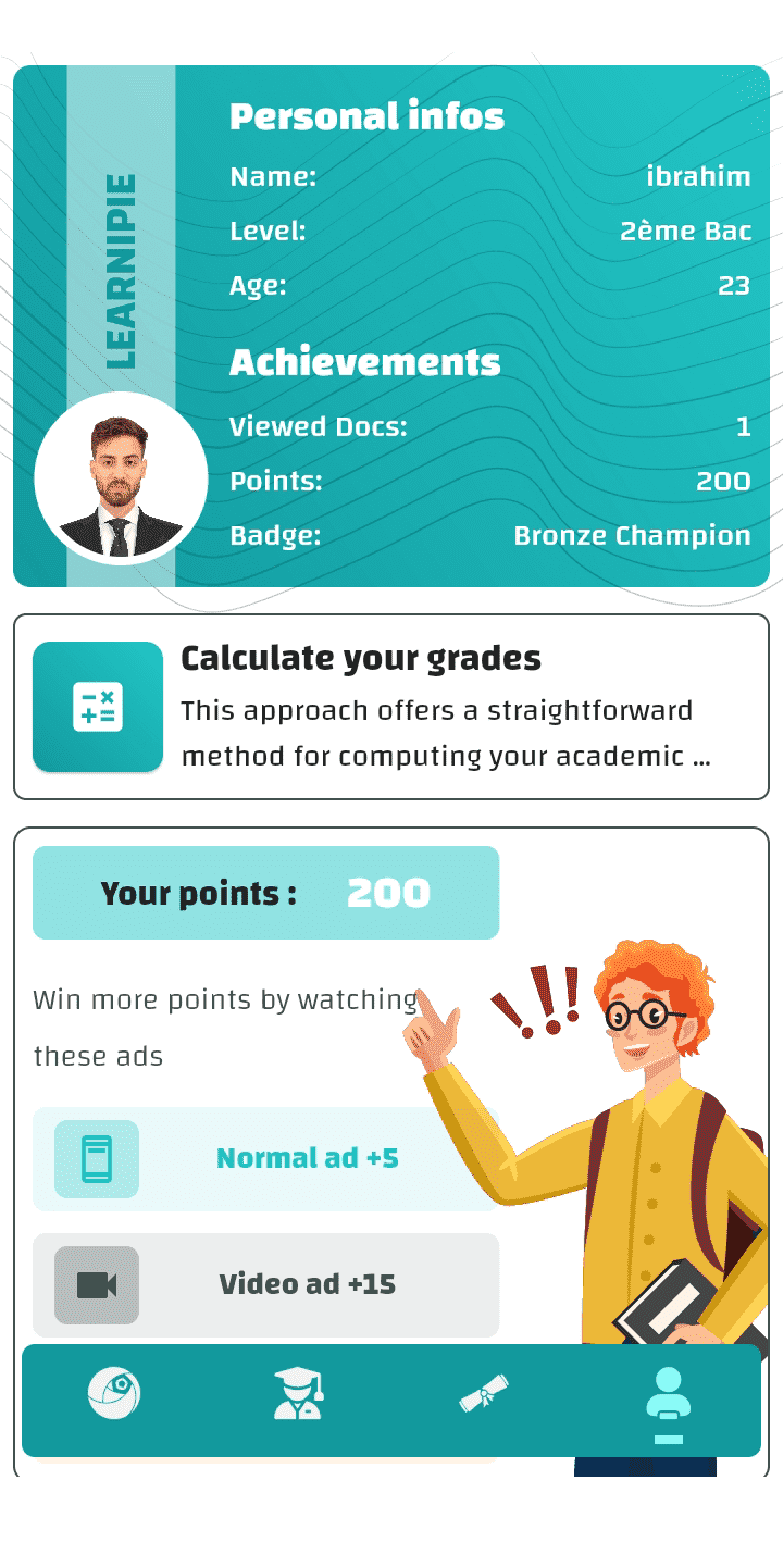 LEARNIPIE
Personal infos
Name: ibrahim
Level: 2ème Bac
Age: 23
Achievements
Viewed Docs: 1
Points: 200
Badge: Bronze Champion
Calculate your grades
This approach offers a straightforward
method for computing your academic ...
Your points : 200
Win more points by watching
these ads
Normal ad +5
Video ad +15